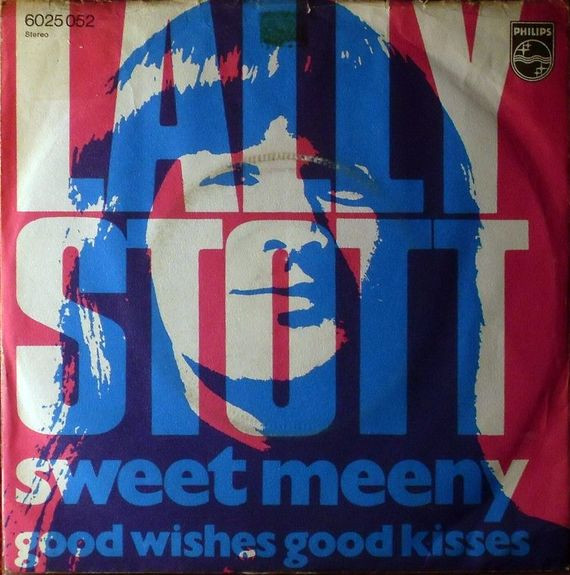 6025 052
Stereo
PHILIPS
LALLY
STOTT
sweet meeny
good wishes good kisses